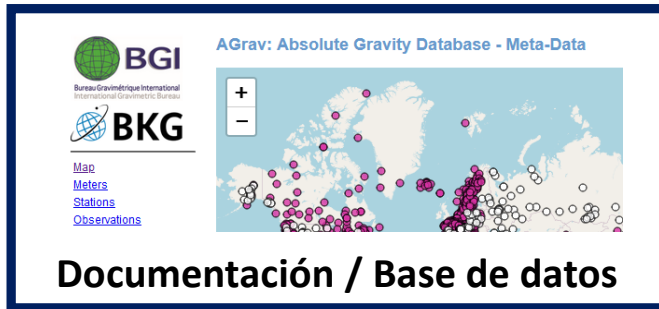 BGI
Bureau Gravimétrique International
International Gravimetric Bureau
BKG
Map
Meters
Stations
Observations
AGrav: Absolute Gravity Database - Meta-Data
+
−
Documentación / Base de datos